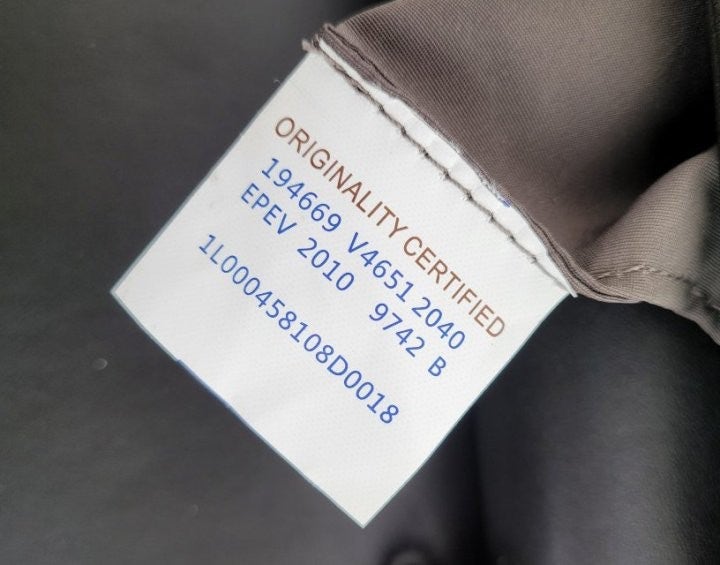 ORIGINALITY CERTIFIED
194669 V4651 2040
EPEV 2010 9742 B
1L000458108D0018